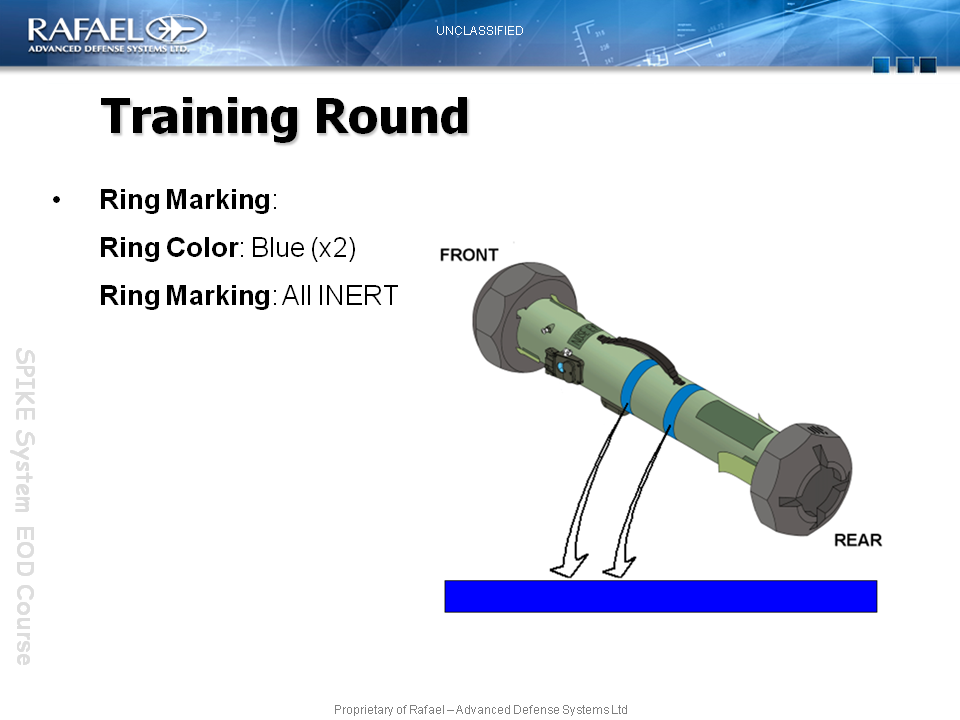 RAFAEL
ADVANCED DEFENSE SYSTEMS LTD.
UNCLASSIFIED
Training Round
• Ring Marking:
Ring Color: Blue (x2)
Ring Marking: All INERT
FRONT
REAR
SPIKE System EOD Course
Proprietary of Rafael – Advanced Defense Systems Ltd